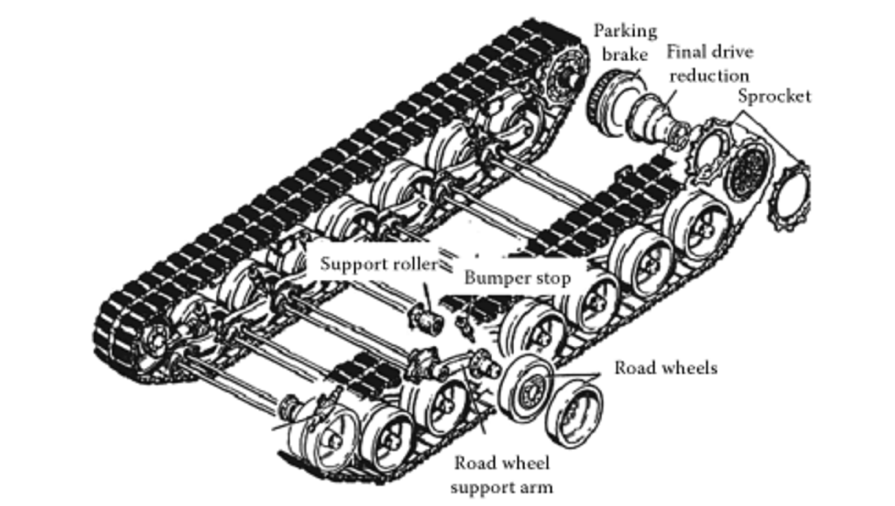 Parking
brake
Final drive
reduction
Sprocket
Support roller
Bumper stop
Road wheels
Road wheel
support arm